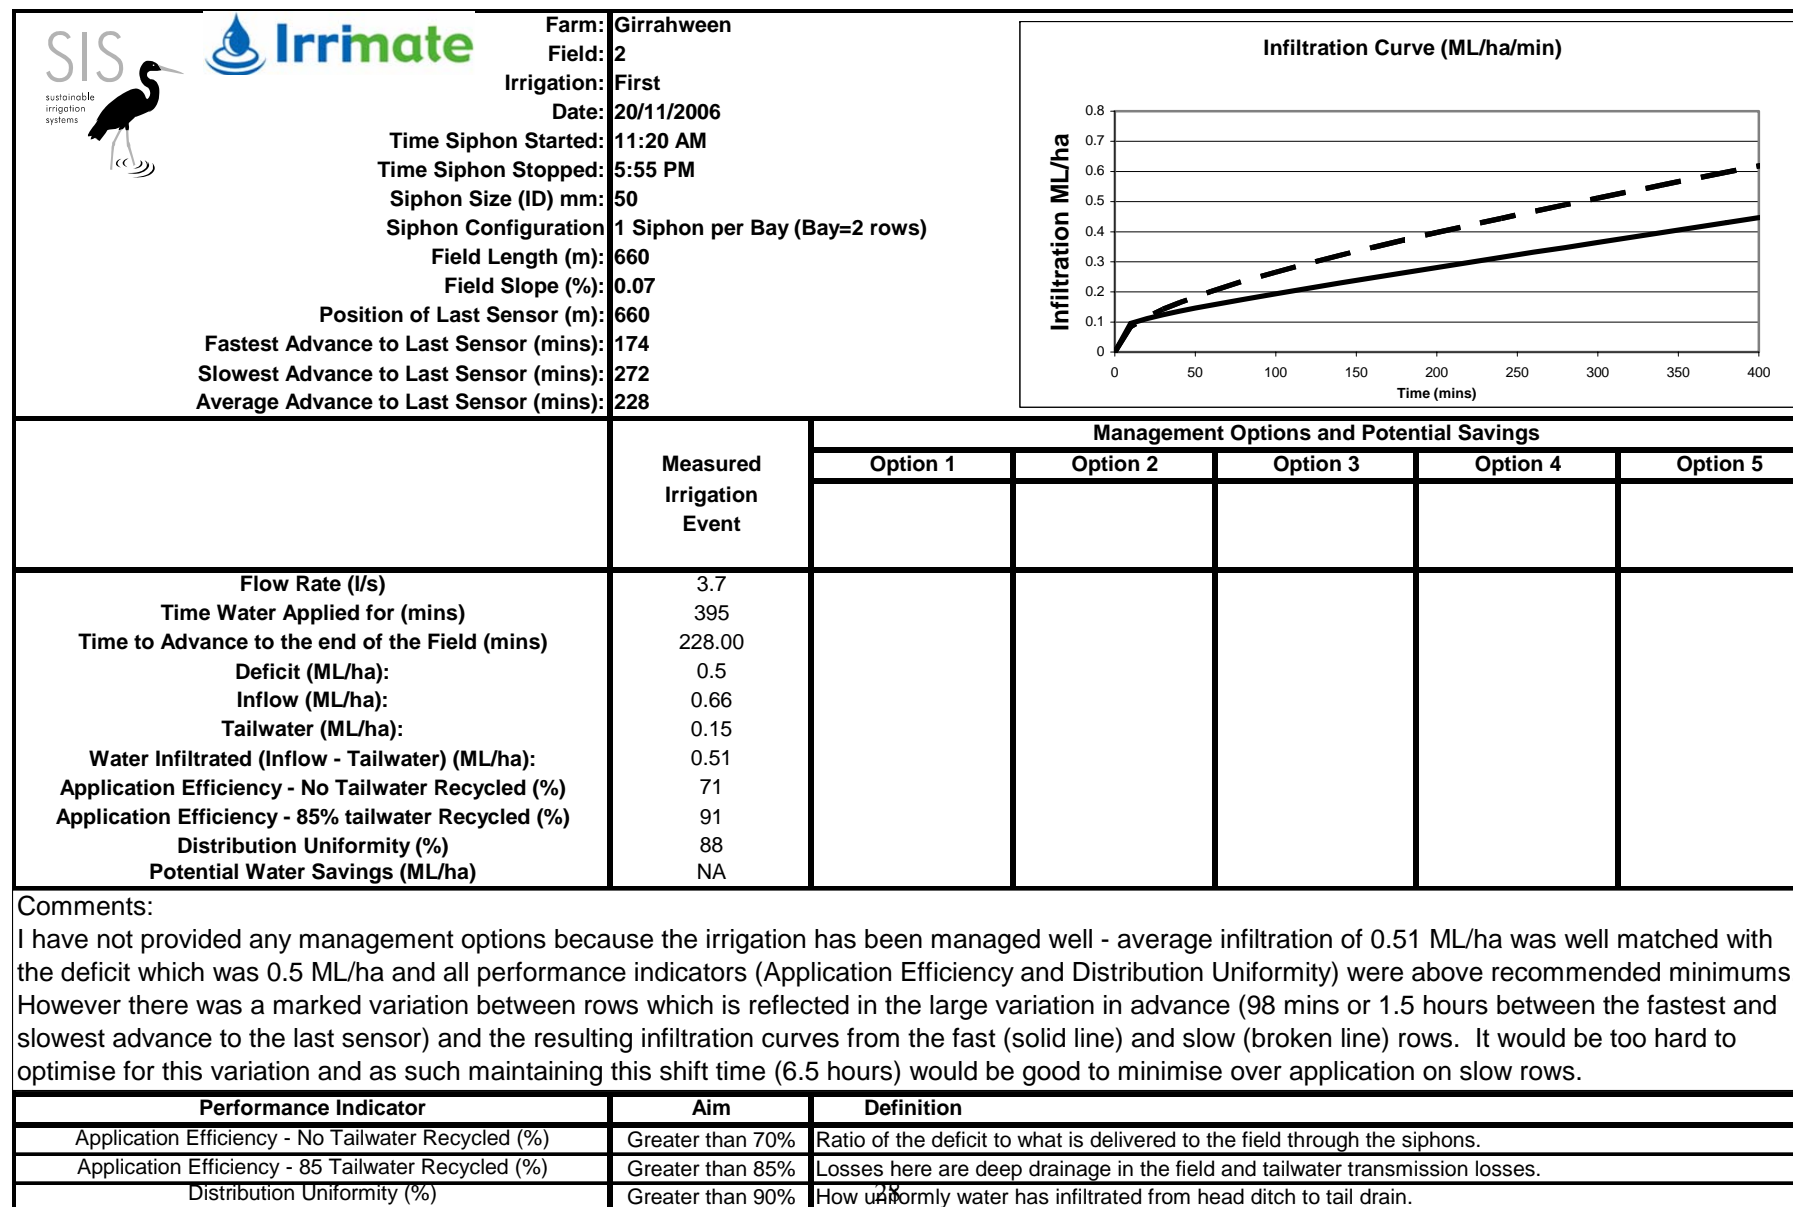 SIS
sustainable
irrigation
systems
Irrimate
Farm: Girrahween
Field: 2
Irrigation: First
Date: 20/11/2006
Time Siphon Started: 11:20 AM
Time Siphon Stopped: 5:55 PM
Siphon Size (ID) mm: 50
Siphon Configuration 1 Siphon per Bay (Bay=2 rows)
Field Length (m): 660
Field Slope (%): 0.07
Position of Last Sensor (m): 660
Fastest Advance to Last Sensor (mins): 174
Slowest Advance to Last Sensor (mins): 272
Average Advance to Last Sensor (mins): 228
Infiltration Curve (ML/ha/min)
Infiltration ML/ha
0.8
0.7
0.6
0.5
0.4
0.3
0.2
0.1
0
0 50 100 150 200 250 300 350 400
Time (mins)
Measured
Irrigation
Event
Management Options and Potential Savings
Option 1 Option 2 Option 3 Option 4 Option 5
Flow Rate (l/s) 3.7
Time Water Applied for (mins) 395
Time to Advance to the end of the Field (mins) 228.00
Deficit (ML/ha): 0.5
Inflow (ML/ha): 0.66
Tailwater (ML/ha): 0.15
Water Infiltrated (Inflow - Tailwater) (ML/ha): 0.51
Application Efficiency - No Tailwater Recycled (%) 71
Application Efficiency - 85% tailwater Recycled (%) 91
Distribution Uniformity (%) 88
Potential Water Savings (ML/ha) NA
Comments:
I have not provided any management options because the irrigation has been managed well - average infiltration of 0.51 ML/ha was well matched with
the deficit which was 0.5 ML/ha and all performance indicators (Application Efficiency and Distribution Uniformity) were above recommended minimums
However there was a marked variation between rows which is reflected in the large variation in advance (98 mins or 1.5 hours between the fastest and
slowest advance to the last sensor) and the resulting infiltration curves from the fast (solid line) and slow (broken line) rows. It would be too hard to
optimise for this variation and as such maintaining this shift time (6.5 hours) would be good to minimise over application on slow rows.
Performance Indicator Aim Definition
Application Efficiency - No Tailwater Recycled (%) Greater than 70% Ratio of the deficit to what is delivered to the field through the siphons.
Application Efficiency - 85 Tailwater Recycled (%) Greater than 85% Losses here are deep drainage in the field and tailwater transmission losses.
Distribution Uniformity (%) Greater than 90% How uniformly water has infiltrated from head ditch to tail drain.
28